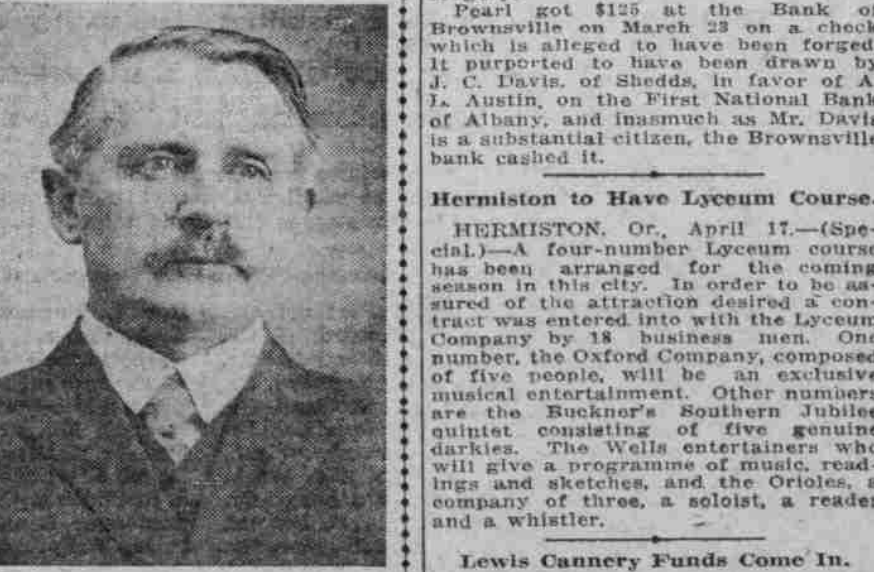 Pearl got $125 at the Bank of
Brownsville on March 23 on a check
which is alleged to have been forged.
It purported to have been drawn by
J. C. Davis, of Shedds, in favor of A.
L. Austin, on the First National Bank
of Albany, and inasmuch as Mr. Davis
is a substantial citizen, the Brownsville
bank cashed it.
Hermiston to Have Lyceum Course.
HERMISTON, Or., April 17.—(Spe-
cial.)—A four-number Lyceum course
has been arranged for the coming
season in this city. In order to be as-
sured of the attraction desired a con-
tract was entered into with the Lyceum
Company by 18 business men. One
number, the Oxford Company, composed
of five people, will be an exclusive
musical entertainment. Other numbers
are the Buckner's Southern Jubilee
quintet consisting of five genuine
darkies. The Wells entertainers who
will give a programme of music, read-
ings and sketches, and the Orioles, a
company of three, a soloist, a reader
and a whistler.
Lewis Cannery Funds Come In.